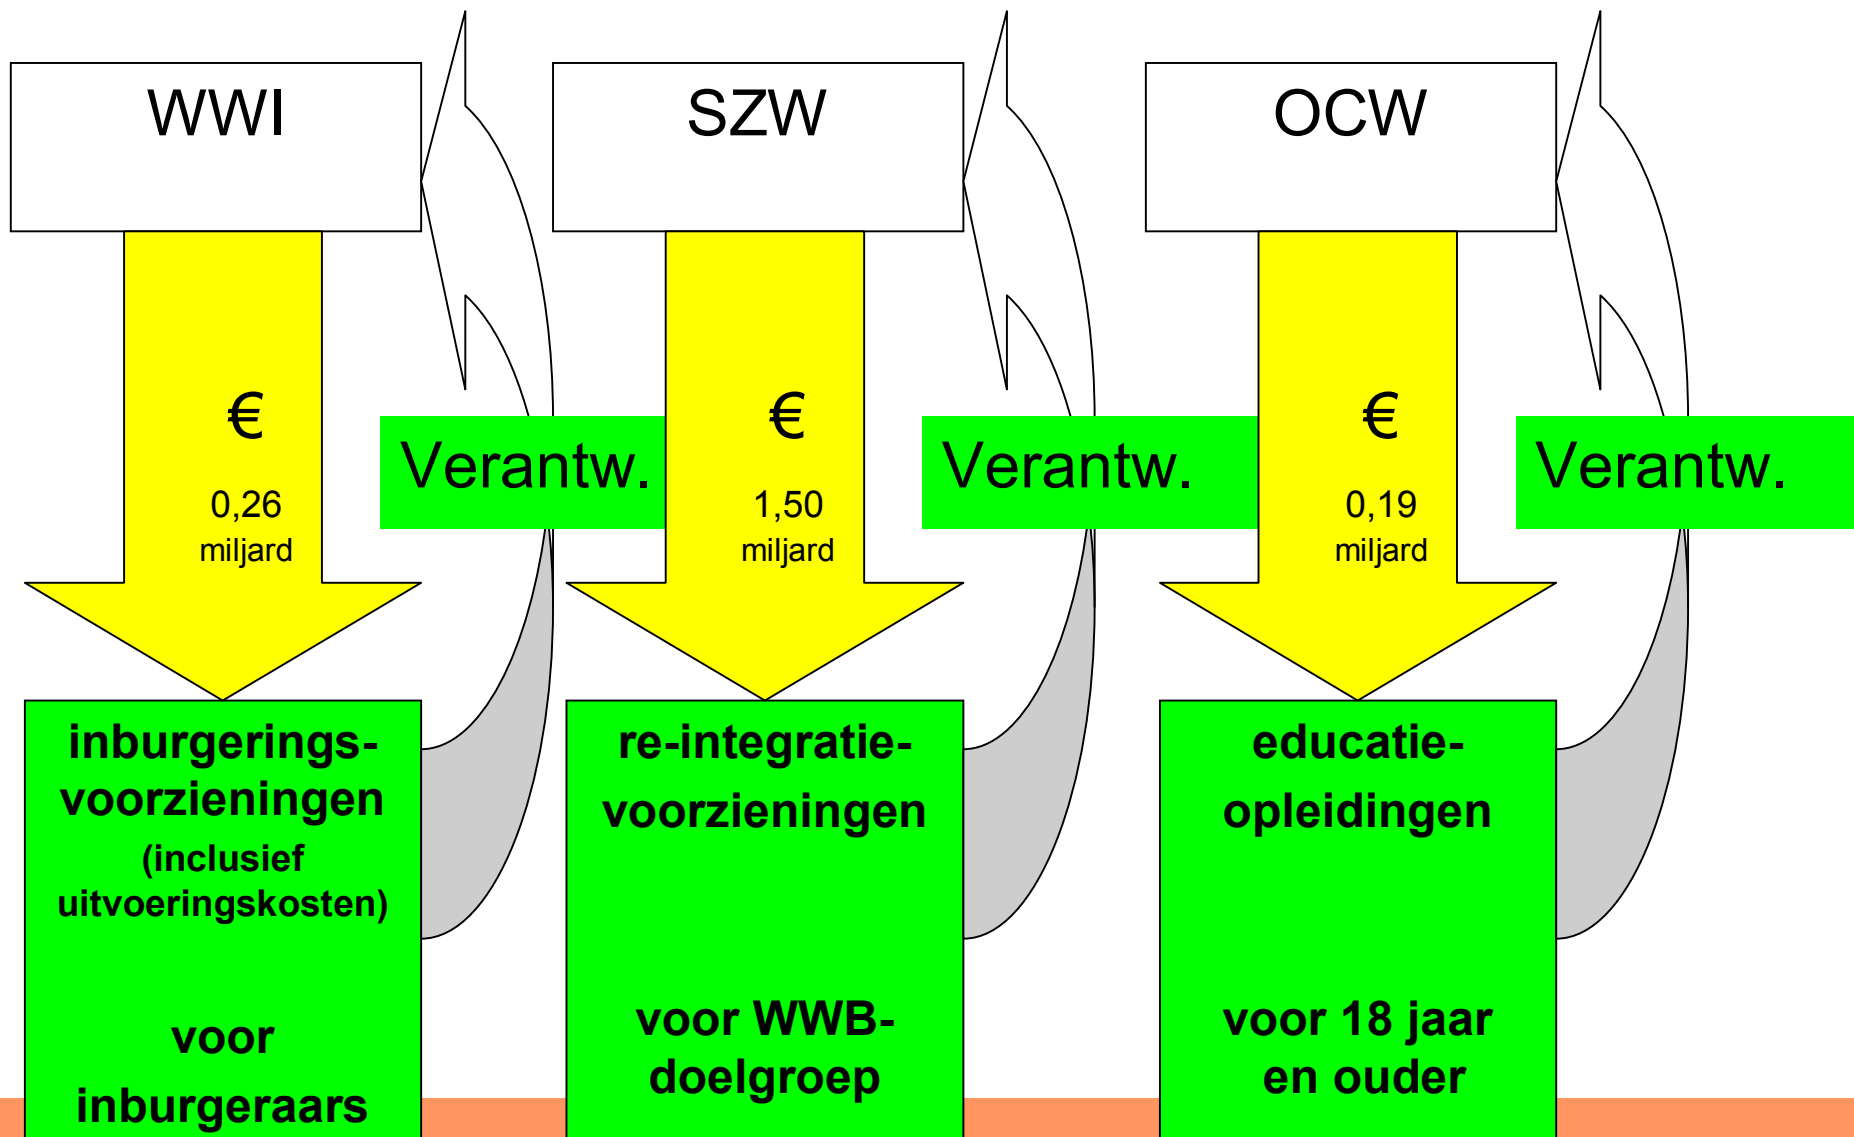 WWI
€
0,26
miljard
Verantw.
inburgerings-
voorzieningen
(inclusief
uitvoeringskosten)
voor
inburgeraars
SZW
€
1,50
miljard
Verantw.
re-integratie-
voorzieningen
voor WWB-
doelgroep
OCW
€
0,19
miljard
Verantw.
educatie-
opleidingen
voor 18 jaar
en ouder